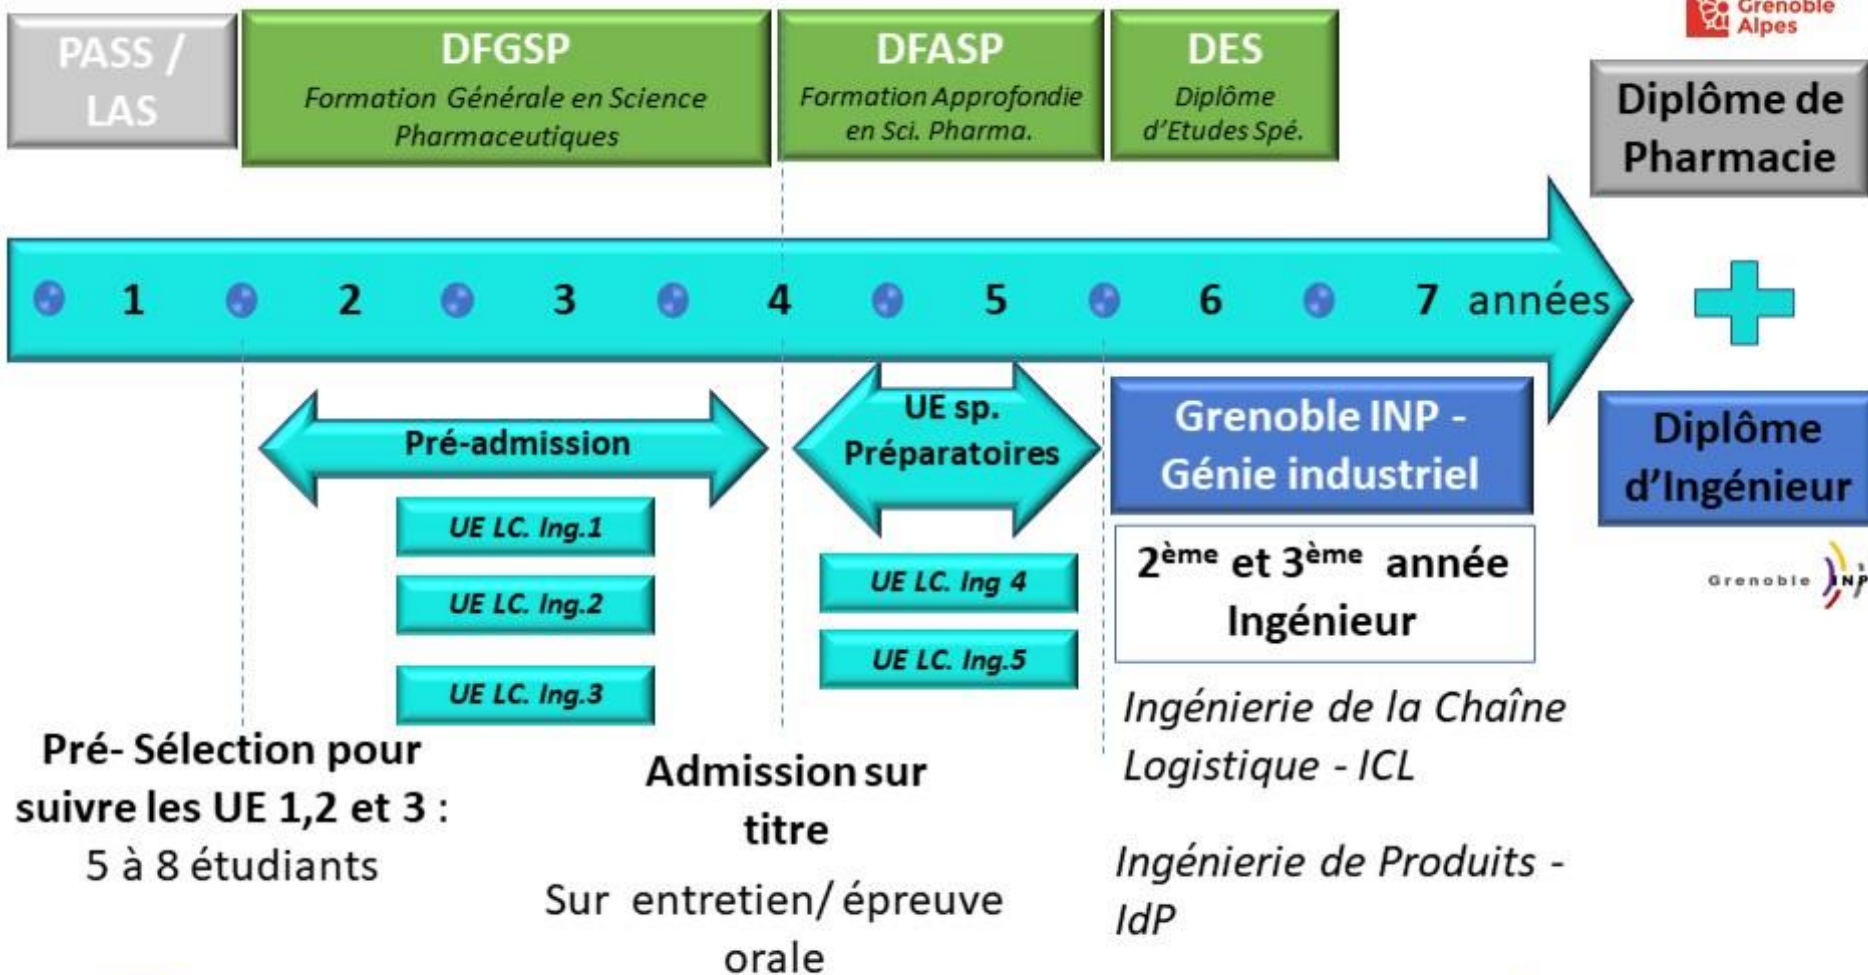 Grenoble
Alpes
PASS /
LAS
DFGSP
Formation Générale en Science
Pharmaceutiques
DFASP
Formation Approfondie
en Sci. Pharma.
DES
Diplôme
d'Etudes Spé.
Diplôme de
Pharmacie
1 2 3 4 5 6 7 années
Pré-admission
UE LC. Ing.1
UE LC. Ing.2
UE LC. Ing.3
UE sp.
Préparatoires
UE LC. Ing 4
UE LC. Ing.5
Grenoble INP -
Génie industriel
2ème et 3ème année
Ingénieur
Diplôme
d'Ingénieur
Grenoble INP
Pré- Sélection pour
suivre les UE 1,2 et 3 :
5 à 8 étudiants
Admission sur
titre
Sur entretien/ épreuve
orale
Ingénierie de la Chaîne
Logistique - ICL
Ingénierie de Produits -
IdP